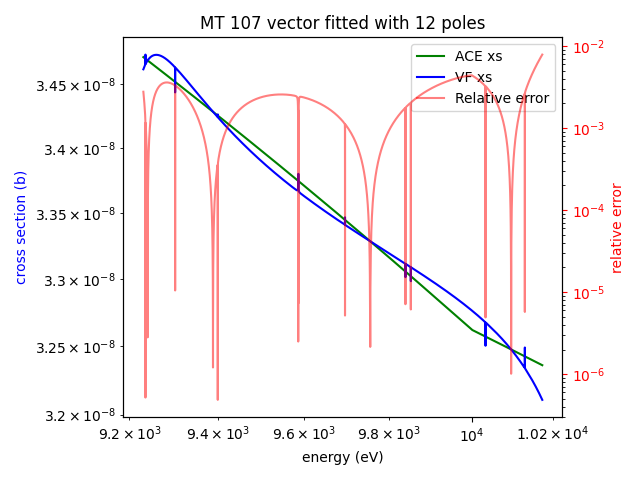 MT 107 vector fitted with 12 poles
ACE xs
VF xs
Relative error
cross section (b)
3.45 × 10⁻⁸
3.4 × 10⁻⁸
3.35 × 10⁻⁸
3.3 × 10⁻⁸
3.25 × 10⁻⁸
3.2 × 10⁻⁸
10⁻²
10⁻³
10⁻⁴
10⁻⁵
10⁻⁶
relative error
9.2 × 10³ 9.4 × 10³ 9.6 × 10³ 9.8 × 10³ 10⁴ 1.02 × 10⁴
energy (eV)